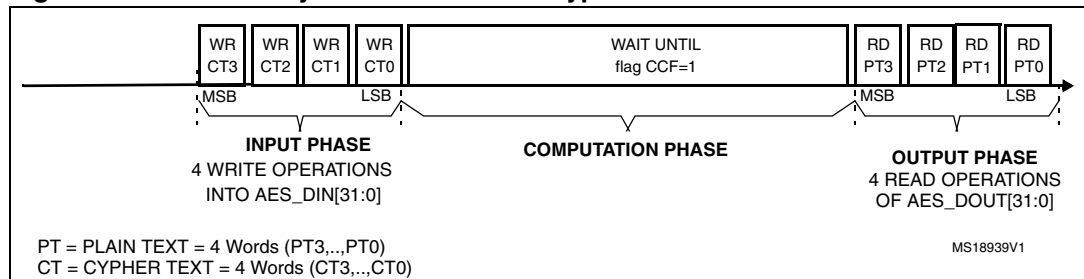 WR CT3
WR CT2
WR CT1
WR CT0
WAIT UNTIL
flag CCF=1
RD PT3
RD PT2
RD PT1
RD PT0
MSB
LSB
MSB
LSB
INPUT PHASE
4 WRITE OPERATIONS
INTO AES_DIN[31:0]
COMPUTATION PHASE
OUTPUT PHASE
4 READ OPERATIONS
OF AES_DOUT[31:0]
PT = PLAIN TEXT = 4 Words (PT3,..,PT0)
CT = CYPHER TEXT = 4 Words (CT3,..,CT0)
MS18939V1